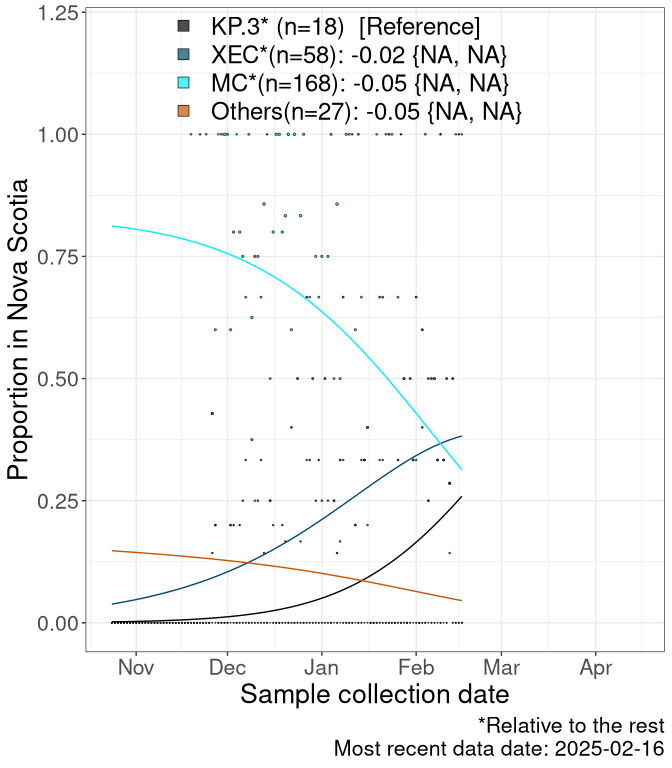 KP.3* (n=18)  [Reference]
XEC*(n=58): -0.02 {NA, NA}
MC*(n=168): -0.05 {NA, NA}
Others(n=27): -0.05 {NA, NA}
1.25
1.00
0.75
0.50
0.25
0.00
Proportion in Nova Scotia
Nov Dec Jan Feb Mar Apr
Sample collection date
*Relative to the rest
Most recent data date: 2025-02-16